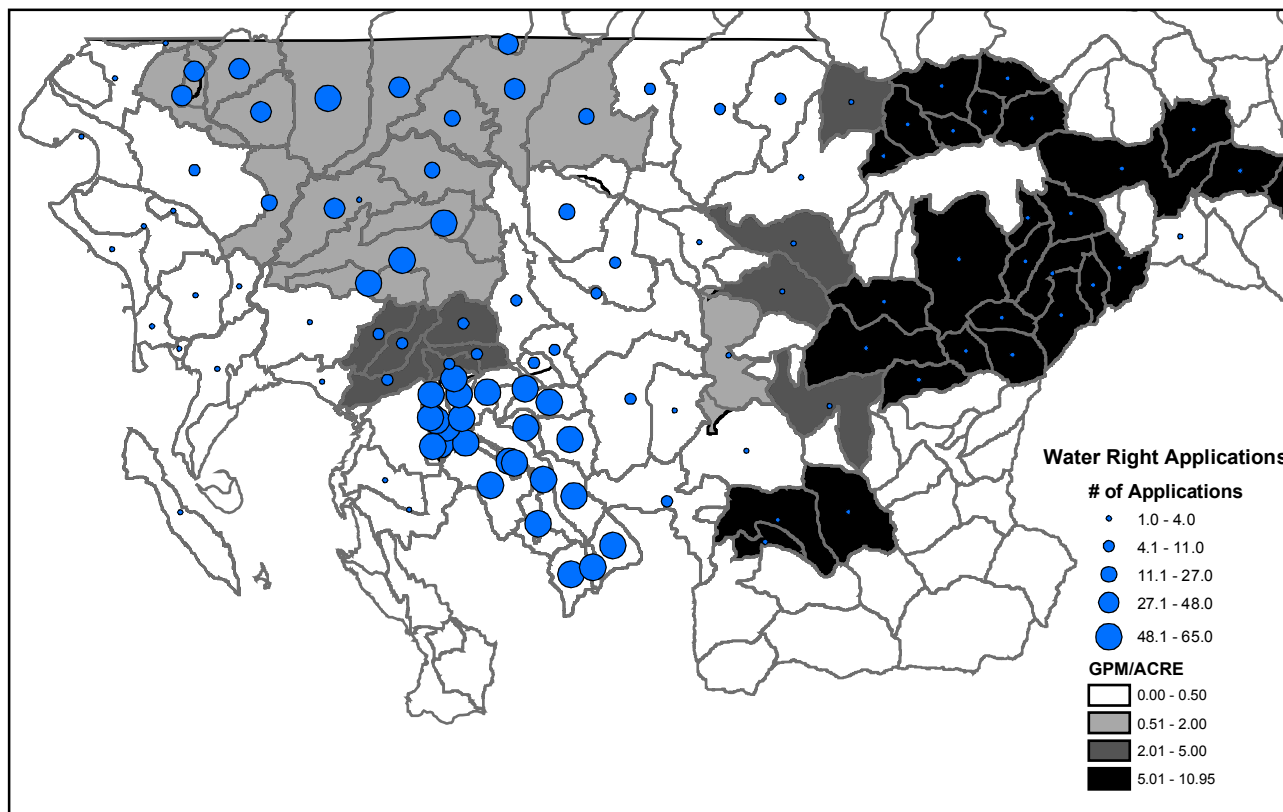 Water Right Applications
# of Applications
1.0 - 4.0
4.1 - 11.0
11.1 - 27.0
27.1 - 48.0
48.1 - 65.0
GPM/ACRE
0.00 - 0.50
0.51 - 2.00
2.01 - 5.00
5.01 - 10.95